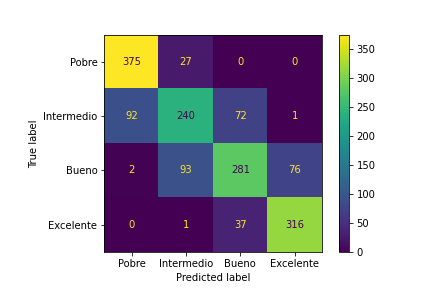 Pobre 375 27 0 0
Intermedio 92 240 72 1
Bueno 2 93 281 76
Excelente 0 1 37 316
Pobre Intermedio Bueno Excelente
Predicted label
True label
350
300
250
200
150
100
50
0